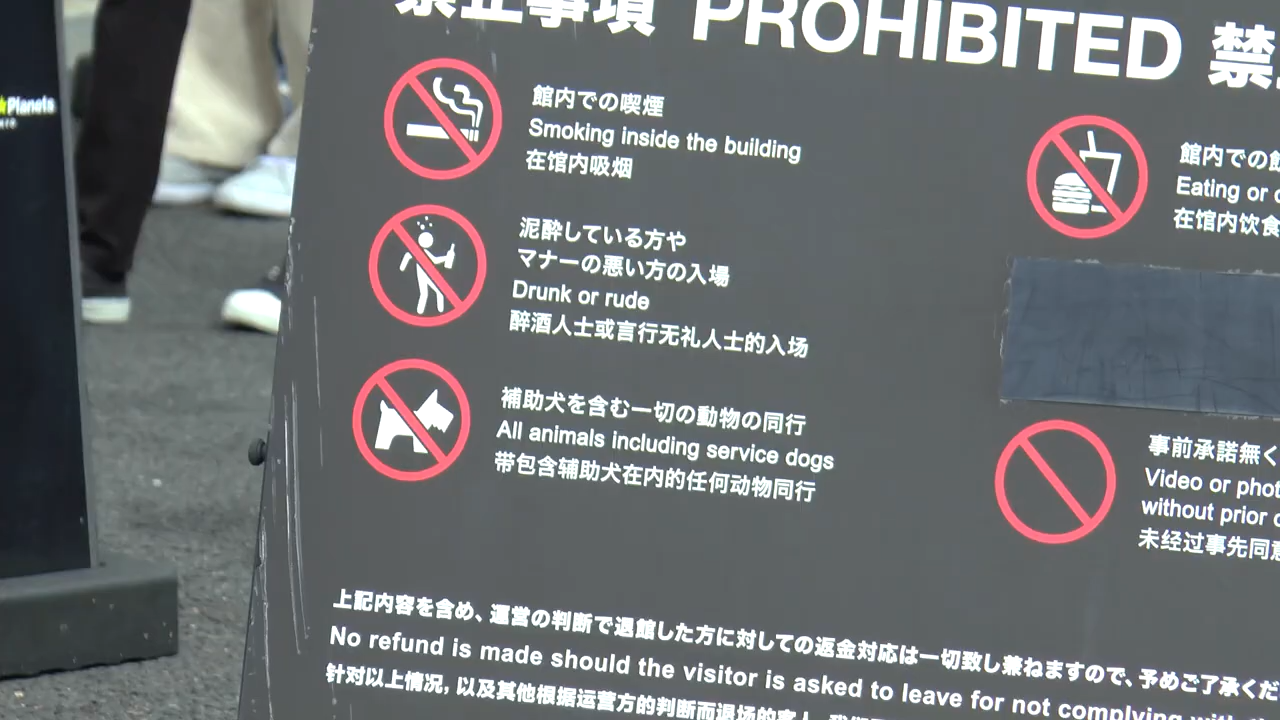 Planets
禁止事項 PROHIBITED 禁
館内での喫煙
Smoking inside the building
在馆内吸烟
泥酔している方や
マナーの悪い方の入場
Drunk or rude
醉酒人士或言行无礼人士的入场
補助犬を含む一切の動物の同行
All animals including service dogs
带包含辅助犬在内的任何动物同行
館内での飲
Eating or
在馆内饮食
事前承諾無く
Video or phot
without prior
未经过事先同意
上記内容を含め、運営の判断で退館した方に対しての返金対応は一切致し兼ねますので、予めご了承くだ
No refund is made should the visitor is asked to leave for not complying with
针对以上情况,以及其他根据运营方的判断而退场的客人,我们